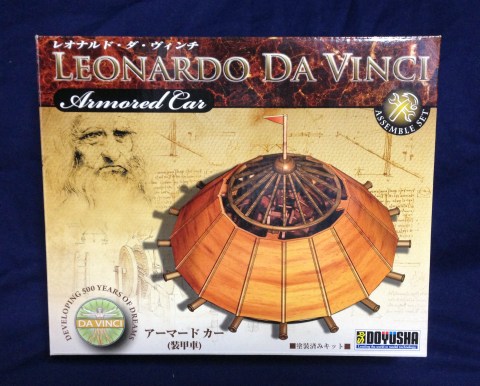 レオナルド・ダ・ヴィンチ
LEONARDO DA VINCI
Armored Car
ASSEMBLE SET
DEVELOPING 500 YEARS OF DREAMS
DA VINCI
アーマード カー
(装甲車)
■塗装済みキット■
DOYUSHA